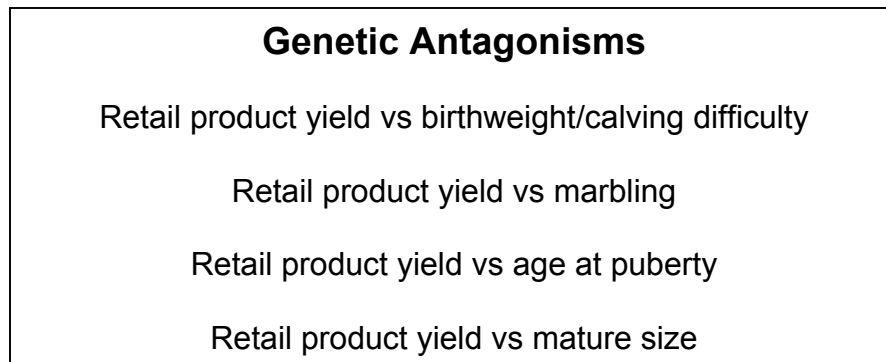 Genetic Antagonisms
Retail product yield vs birthweight/calving difficulty
Retail product yield vs marbling
Retail product yield vs age at puberty
Retail product yield vs mature size